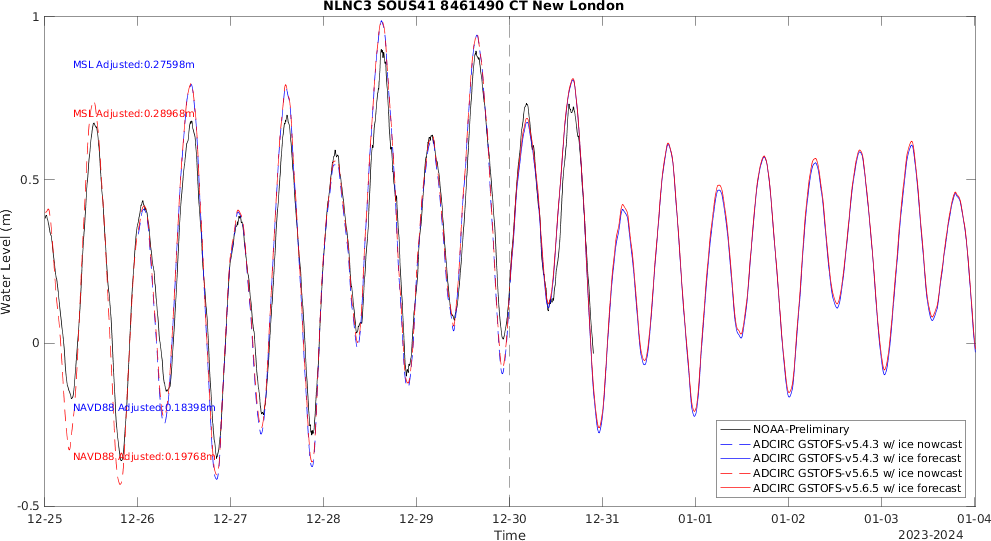 NLNC3 SOUS41 8461490 CT New London
1
MSL Adjusted:0.27598m
MSL Adjusted:0.28968m
0.5
Water Level (m)
0
NAVD88 Adjusted:0.18398m
NAVD88 Adjusted:0.19768m
NOAA-Preliminary
ADCIRC GSTOFS-v5.4.3 w/ ice nowcast
ADCIRC GSTOFS-v5.4.3 w/ ice forecast
ADCIRC GSTOFS-v5.6.5 w/ ice nowcast
ADCIRC GSTOFS-v5.6.5 w/ ice forecast
-0.5
12-25 12-26 12-27 12-28 12-29 12-30 12-31 01-01 01-02 01-03 01-04
Time
2023-2024